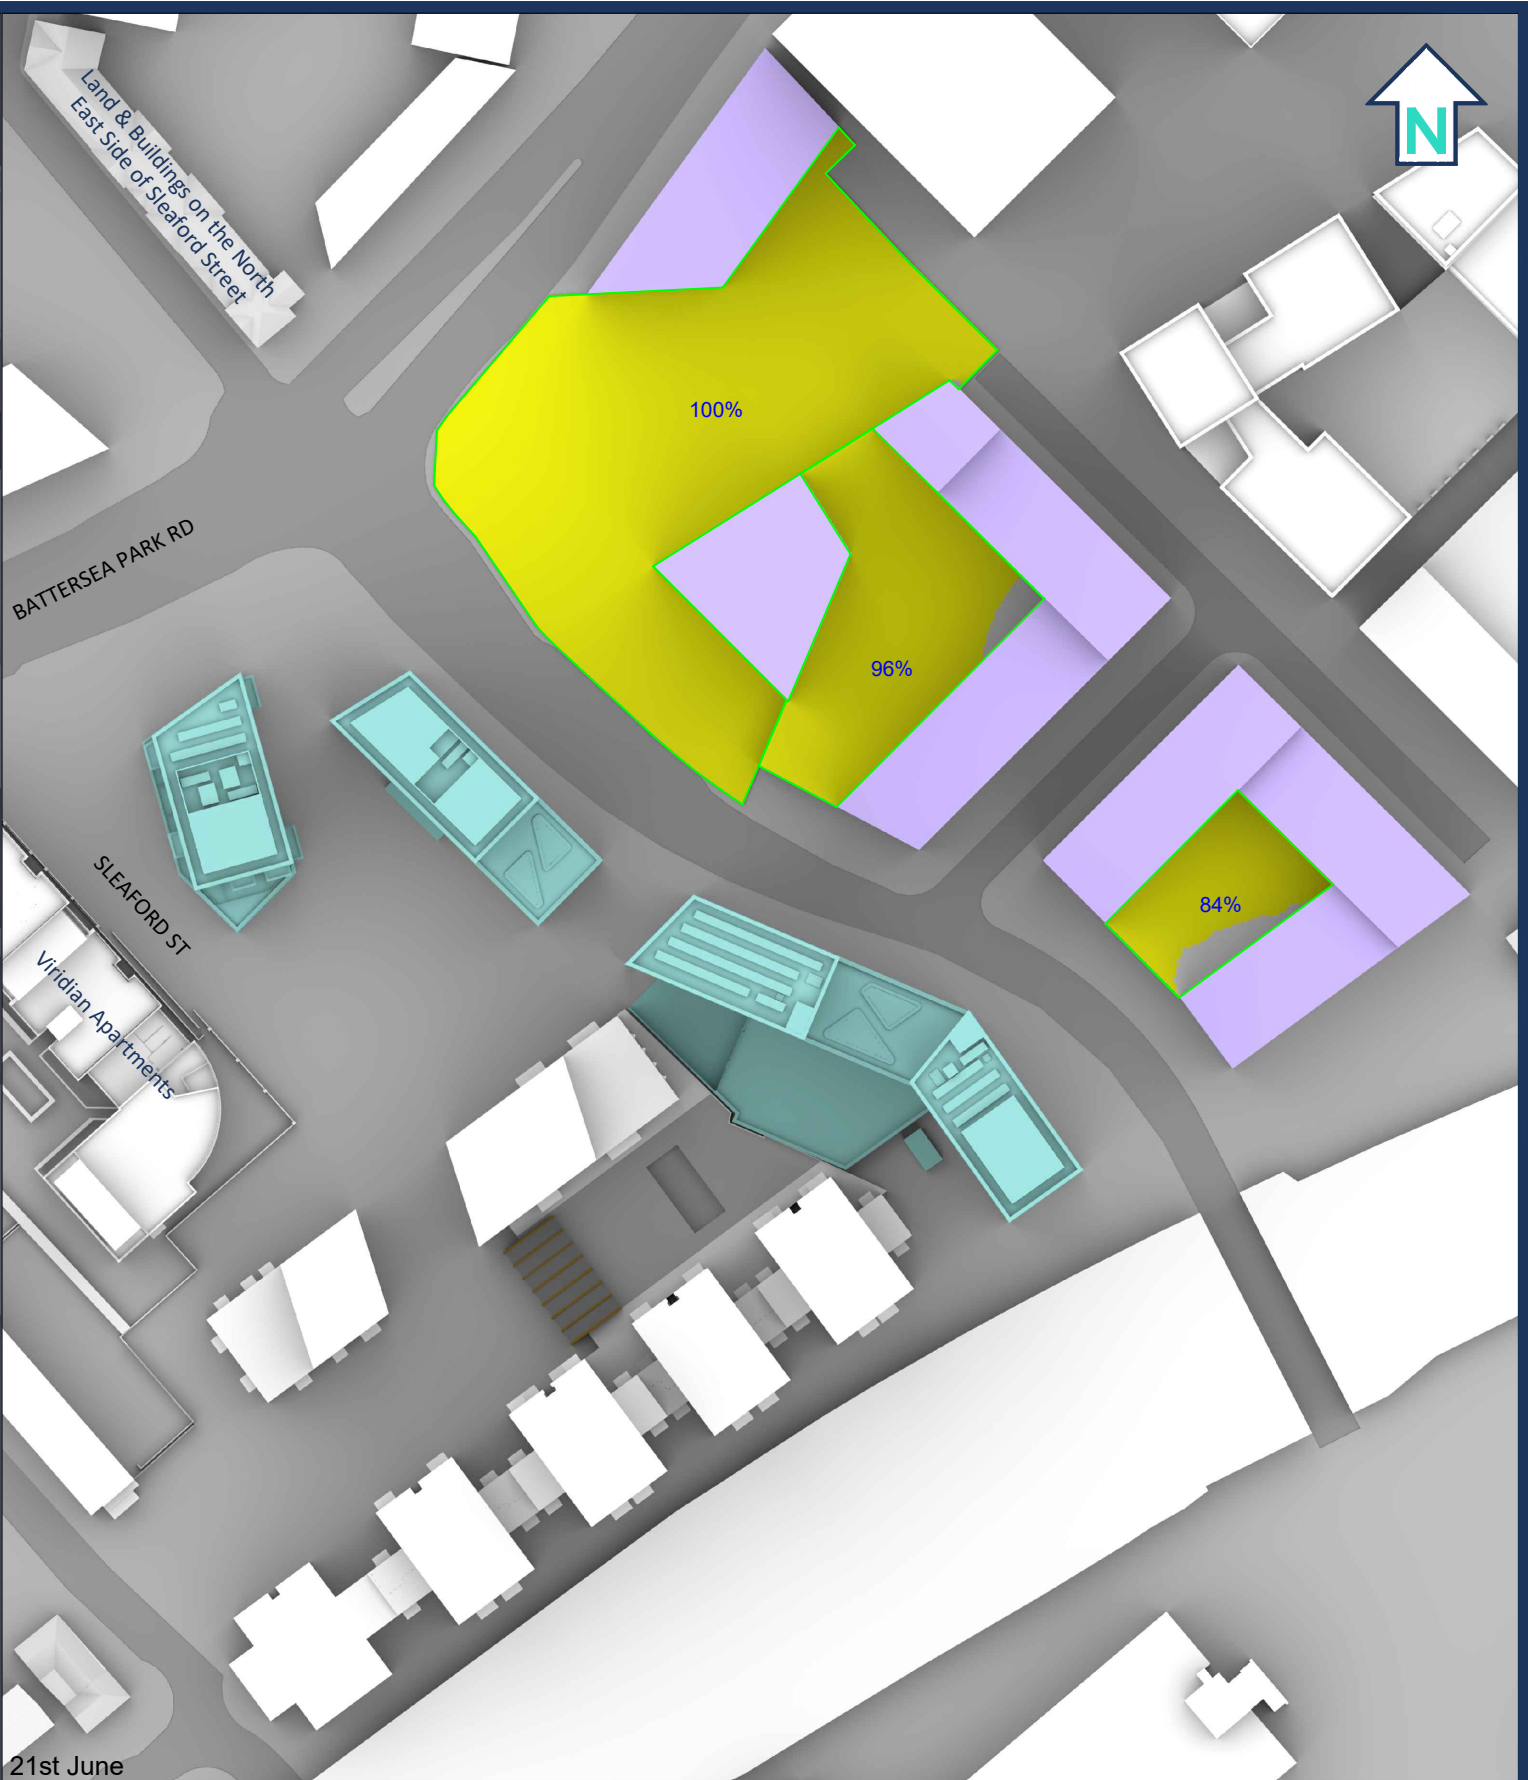 Land & Buildings on the North
East Side of Sleaford Street
N
100%
BATTERSEA PARK RD
96%
SLEAFORD ST
84%
Viridian Apartments
21st June